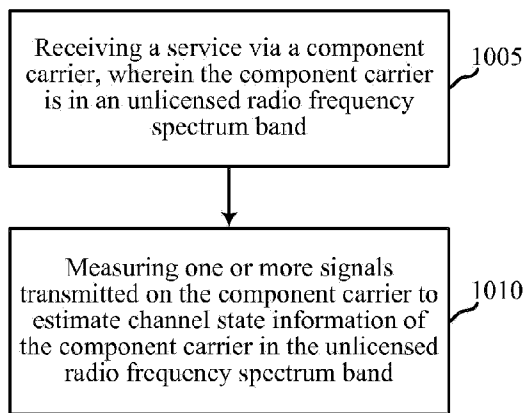 Receiving a service via a component
carrier, wherein the component carrier
is in an unlicensed radio frequency
spectrum band
1005
Measuring one or more signals
transmitted on the component carrier to
estimate channel state information of
the component carrier in the unlicensed
radio frequency spectrum band
1010